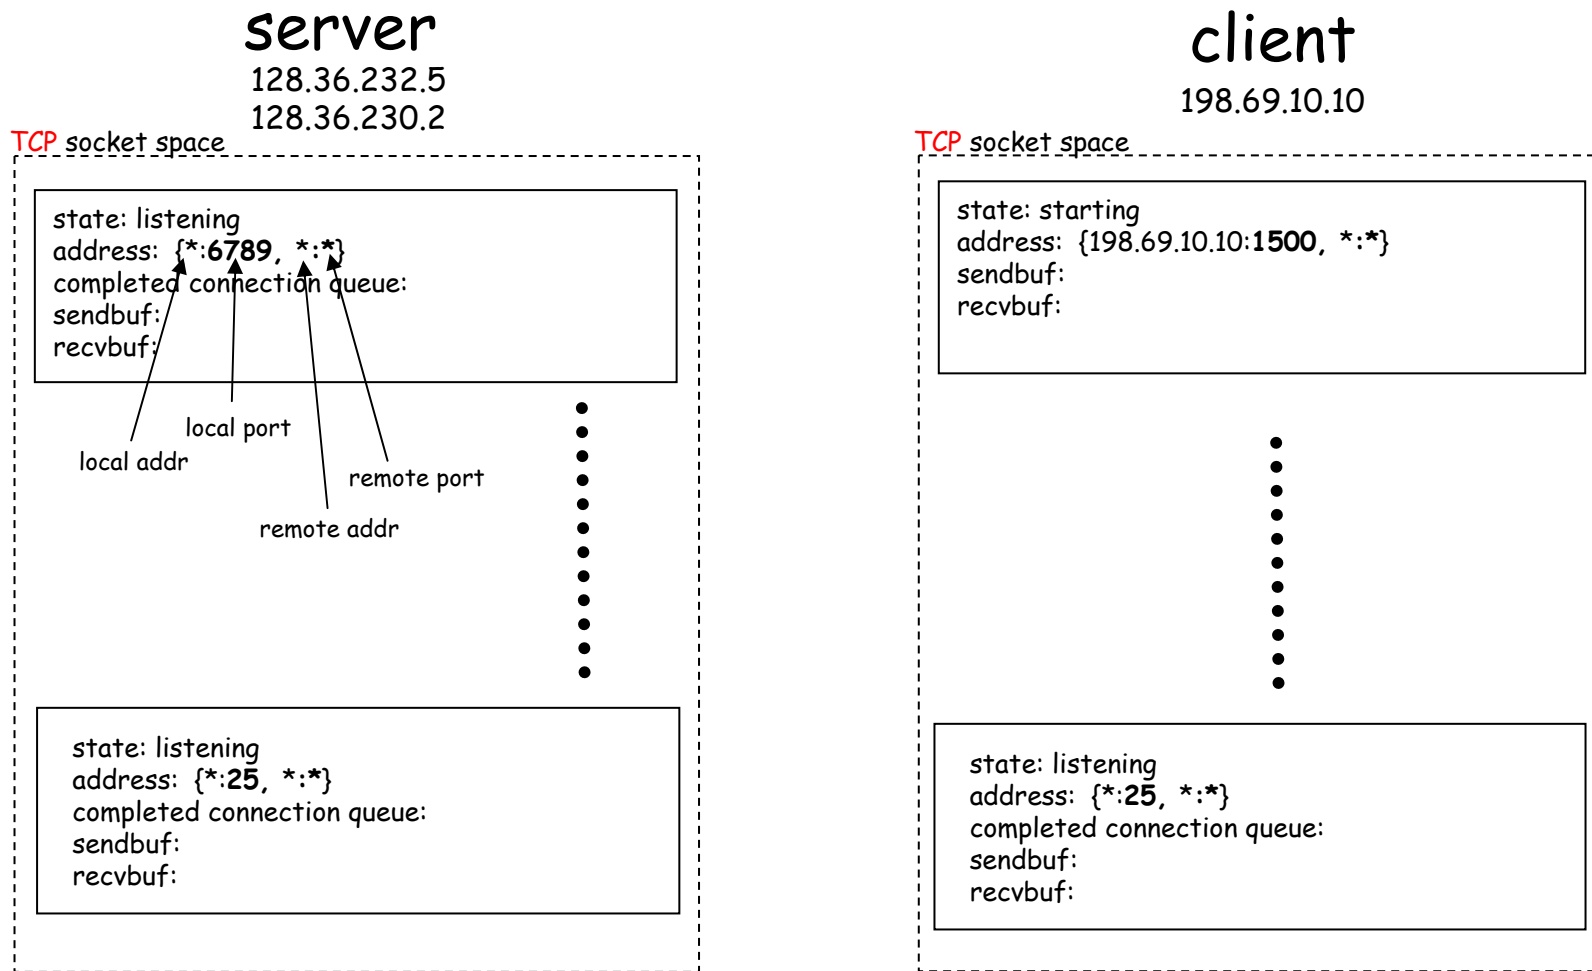 server
128.36.232.5
128.36.230.2
TCP socket space
state: listening
address: {*:6789, *:*}
completed connection queue:
sendbuf:
recvbuf:
local addr
local port
remote addr
remote port
state: listening
address: {*:25, *:*}
completed connection queue:
sendbuf:
recvbuf:
client
198.69.10.10
TCP socket space
state: starting
address: {198.69.10.10:1500, *:*}
sendbuf:
recvbuf:
state: listening
address: {*:25, *:*}
completed connection queue:
sendbuf:
recvbuf: